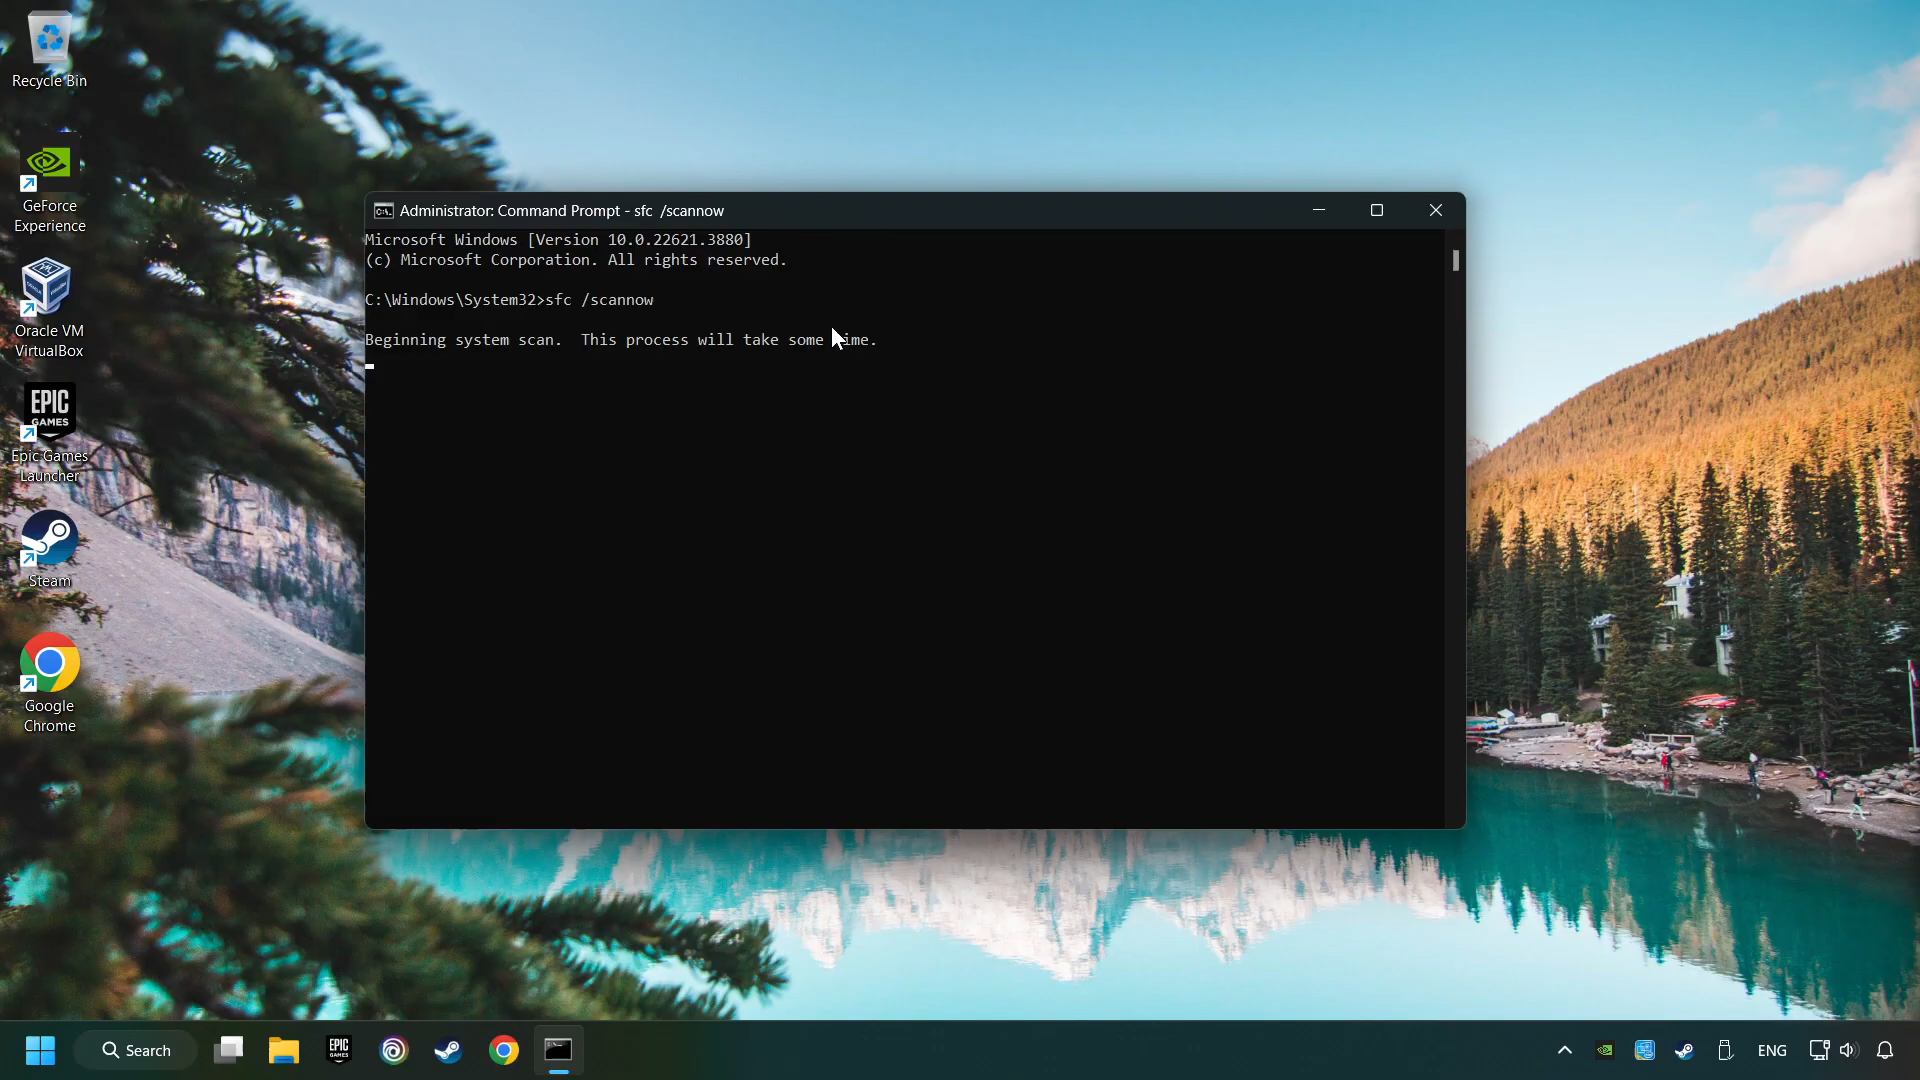 Recycle Bin
GeForce
Experience
Oracle VM
VirtualBox
EPIC
GAMES
Epic Games
Launcher
Steam
Google
Chrome
Administrator: Command Prompt - sfc  /scannow
Microsoft Windows [Version 10.0.22621.3880]
(c) Microsoft Corporation. All rights reserved.
C:\Windows\System32>sfc /scannow
Beginning system scan.  This process will take some time.
Search
EPIC
GAMES
ENG